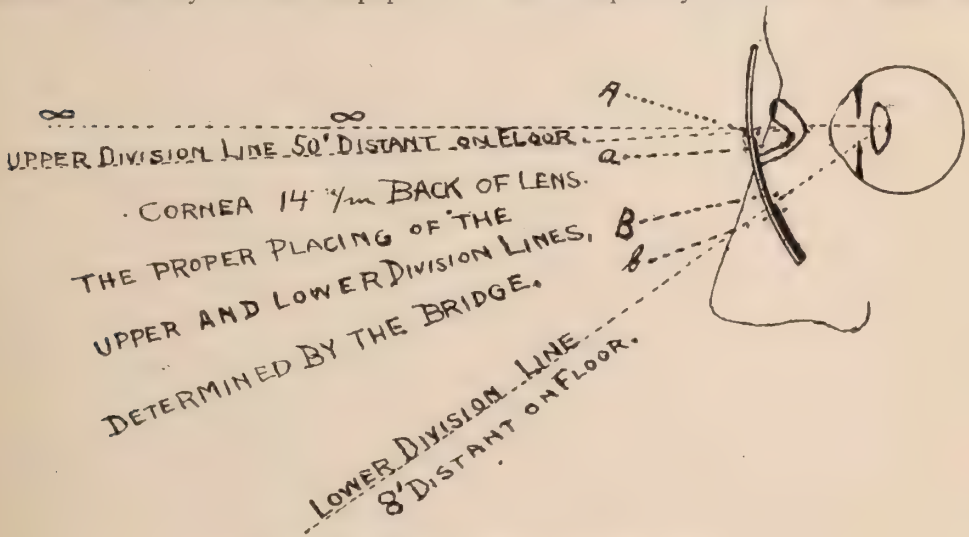 ∞ ∞
A
UPPER DIVISION LINE 50' DISTANT ON FLOOR.
a
CORNEA 14 m/m BACK OF LENS.
THE PROPER PLACING OF THE
UPPER AND LOWER DIVISION LINES,
DETERMINED BY THE BRIDGE.
B
b
LOWER DIVISION LINE
8' DISTANT ON FLOOR.